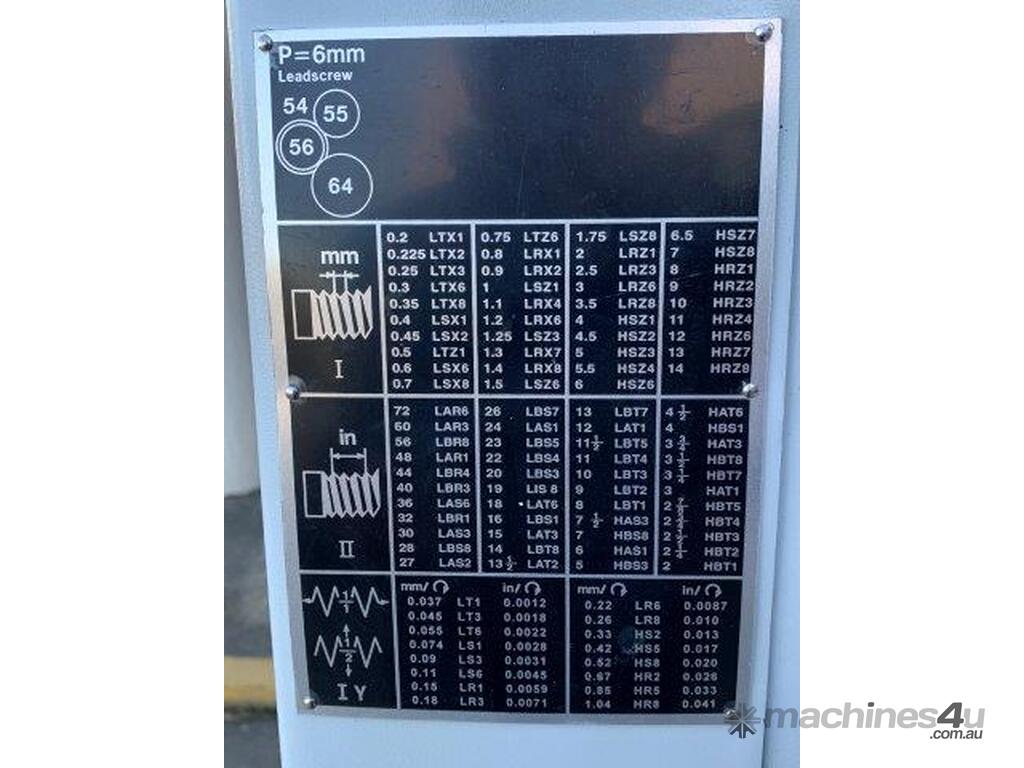 P=6mm
Leadscrew
54 55
56
64
mm
I
0.2 LTX1 0.75 LTZ6 1.75 LSZ8 6.5 HSZ7
0.225 LTX2 0.8 LRX1 2 LRZ1 7 HSZ8
0.25 LTX3 0.9 LRX2 2.5 LRZ3 8 HRZ1
0.3 LTX6 1 LSZ1 3 LRZ6 9 HRZ2
0.35 LTX8 1.1 LRX4 3.5 LRZ8 10 HRZ3
0.4 LSX1 1.2 LRX6 4 HSZ1 11 HRZ4
0.45 LSX2 1.25 LSZ3 4.5 HSZ2 12 HRZ6
0.5 LTZ1 1.3 LRX7 5 HSZ3 13 HRZ7
0.6 LSX6 1.4 LRX8 5.5 HSZ4 14 HRZ9
0.7 LSX8 1.5 LSZ6 6 HSZ6
in
II
72 LAR6 26 LBS7 13 LBT7 4 1/2 HAT6
60 LAR3 24 LAS1 12 LAT1 4 HBS1
56 LBR8 23 LBS5 11 1/2 LBT5 3 HAT3
48 LAR1 22 LBS4 11 LBT4 3 HBT8
44 LBR4 20 LBS3 10 LBT3 3 HBT7
40 LBR3 19 LIS 8 9 LBT2 3 HAT1
36 LAS6 18 LAT6 8 LBT1 2 HBT5
32 LBR1 16 LBS1 7 1/2 HAS3 2 HBT4
30 LAS3 15 LAT3 7 HBS8 2 HBT3
28 LBS8 14 LBT8 6 HAS1 2 HBT2
27 LAS2 13 1/2 LAT2 5 HBS3 2 HBT1
1/1
1/2
I Y
mm/ in/ mm/ in/
0.037 LT1 0.0012 0.22 LR6 0.0087
0.045 LT3 0.0018 0.26 LR8 0.010
0.055 LT6 0.0022 0.33 HS2 0.013
0.074 LS1 0.0028 0.42 HS5 0.017
0.09 LS3 0.0031 0.52 HS8 0.020
0.11 LS6 0.0045 0.67 HR2 0.026
0.15 LR1 0.0059 0.85 HR5 0.033
0.18 LR3 0.0071 1.04 HR8 0.041
machines4u
.com.au